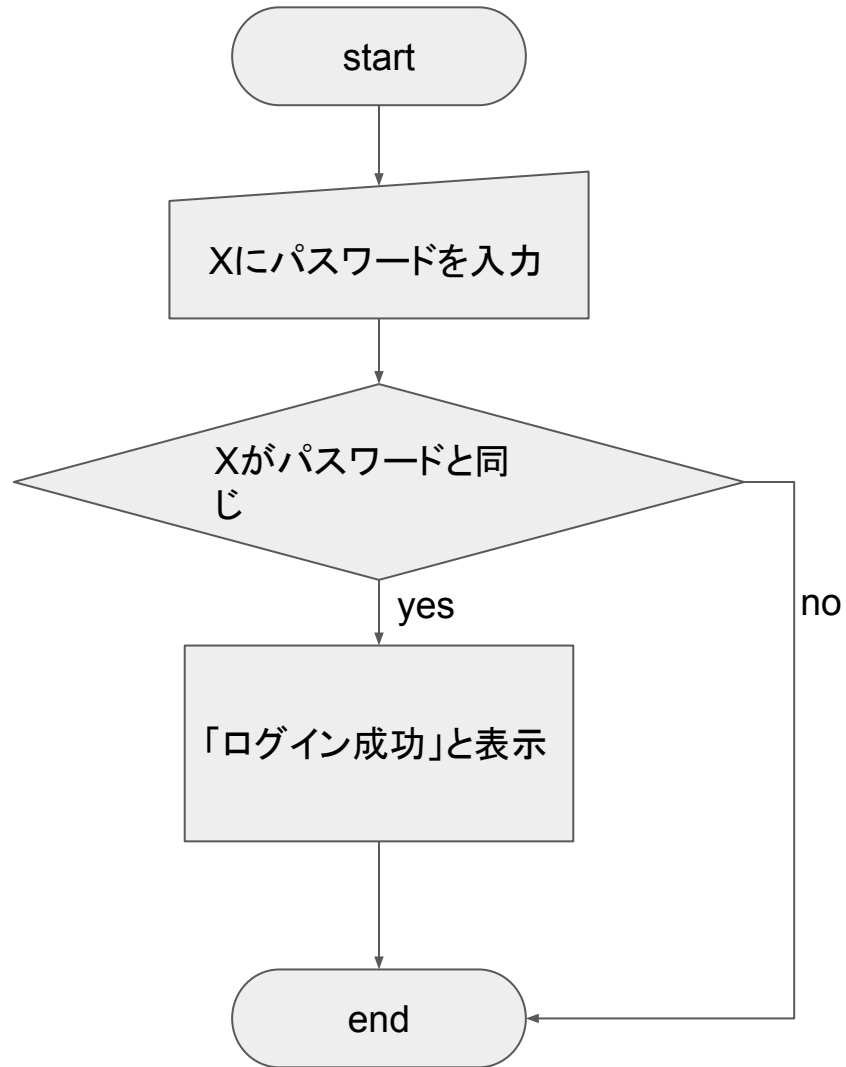 start
Xにパスワードを入力
Xがパスワードと同
じ
yes
no
「ログイン成功」と表示
end